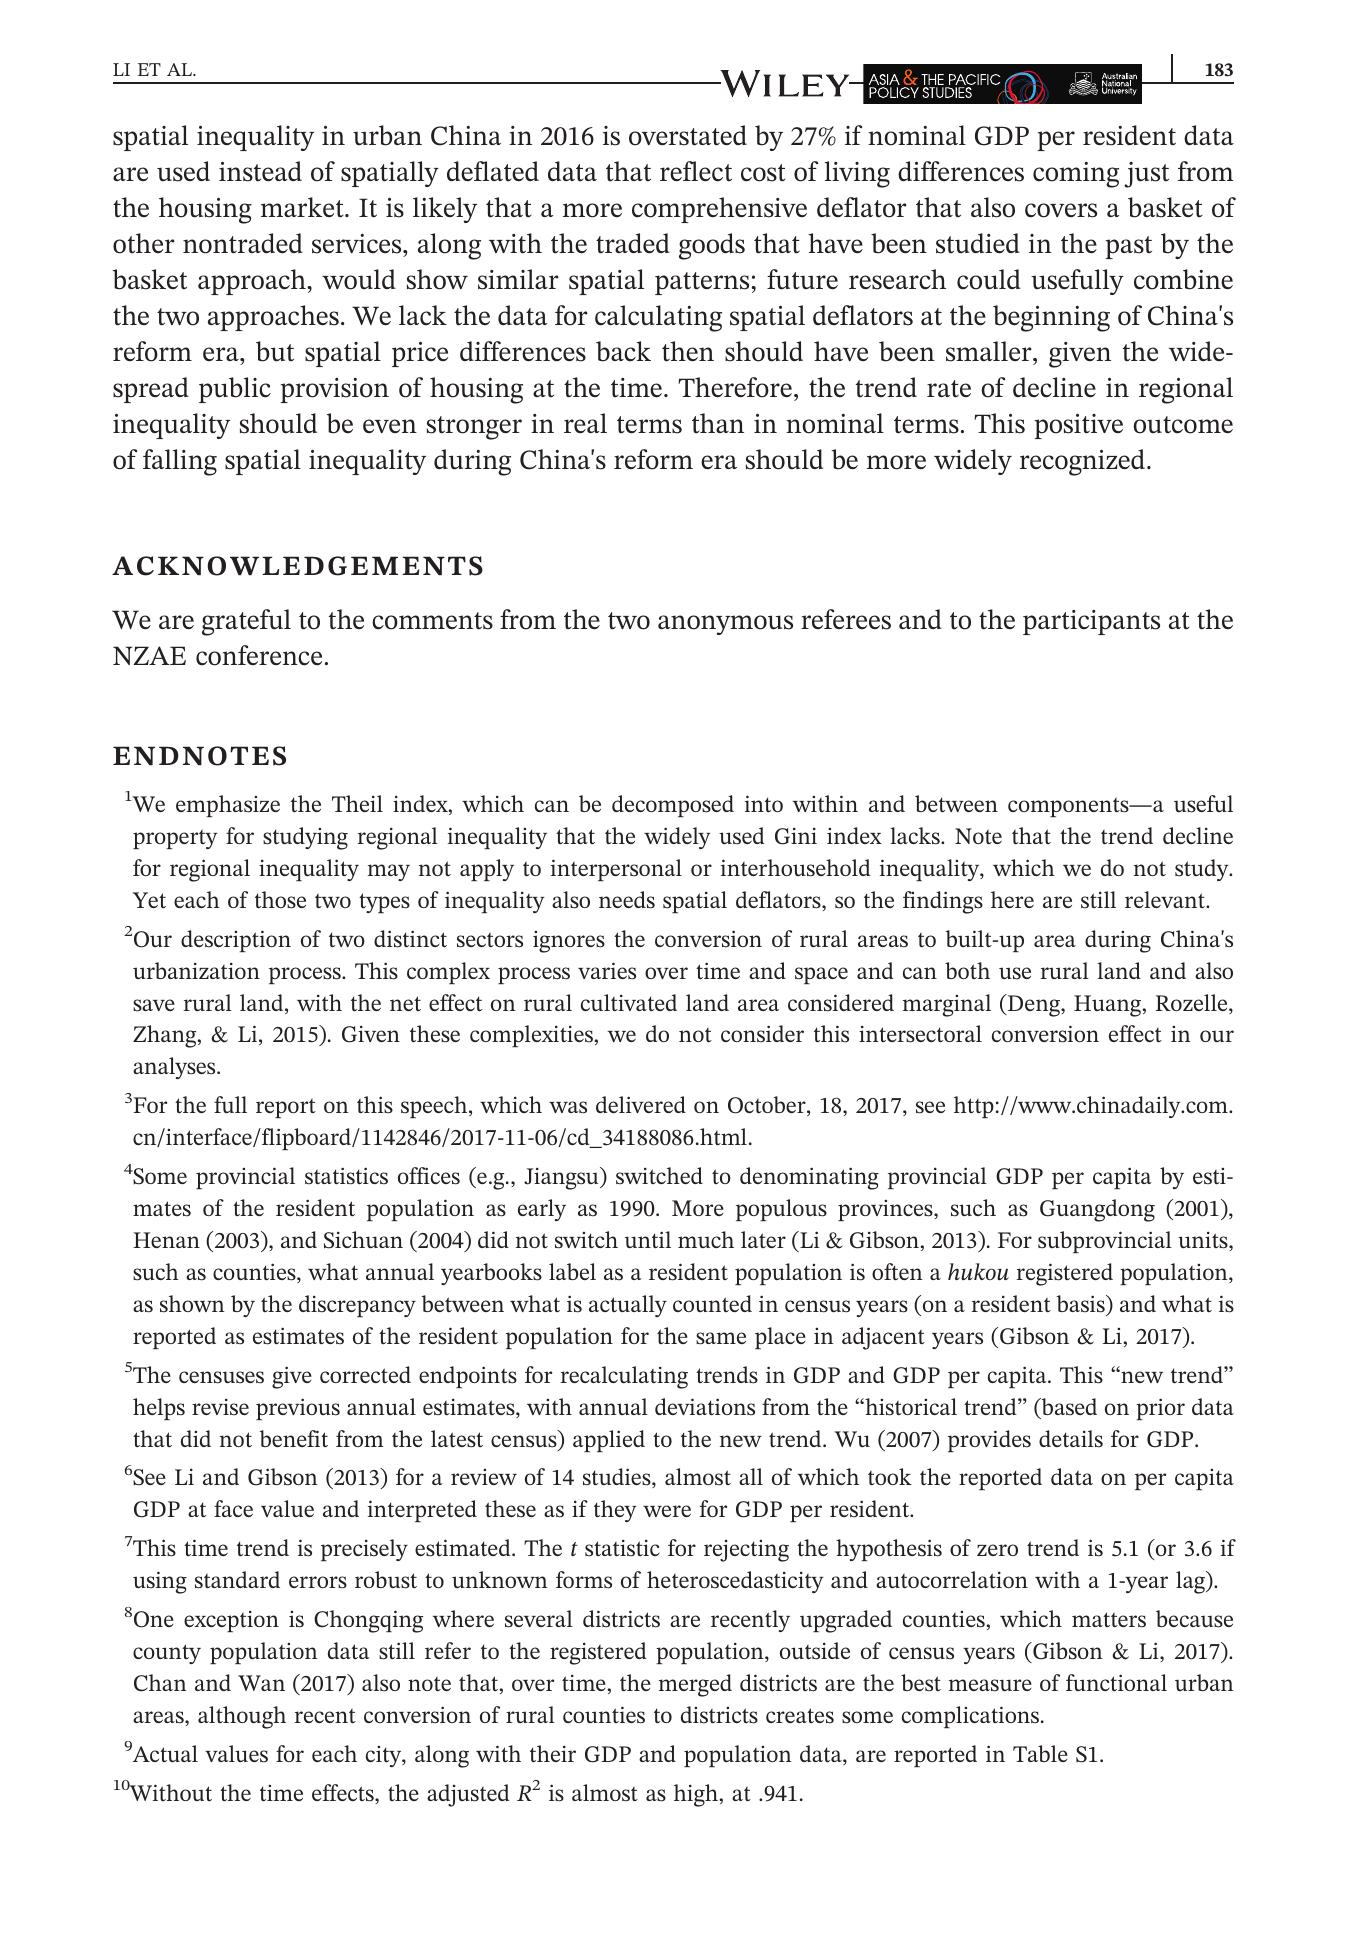 LI ET AL.
WILEY
ASIA & THE PACIFIC
POLICY STUDIES
Australian
National
University
183
spatial inequality in urban China in 2016 is overstated by 27% if nominal GDP per resident data
are used instead of spatially deflated data that reflect cost of living differences coming just from
the housing market. It is likely that a more comprehensive deflator that also covers a basket of
other nontraded services, along with the traded goods that have been studied in the past by the
basket approach, would show similar spatial patterns; future research could usefully combine
the two approaches. We lack the data for calculating spatial deflators at the beginning of China's
reform era, but spatial price differences back then should have been smaller, given the wide-
spread public provision of housing at the time. Therefore, the trend rate of decline in regional
inequality should be even stronger in real terms than in nominal terms. This positive outcome
of falling spatial inequality during China's reform era should be more widely recognized.
ACKNOWLEDGEMENTS
We are grateful to the comments from the two anonymous referees and to the participants at the
NZAE conference.
ENDNOTES
1We emphasize the Theil index, which can be decomposed into within and between components—a useful
property for studying regional inequality that the widely used Gini index lacks. Note that the trend decline
for regional inequality may not apply to interpersonal or interhousehold inequality, which we do not study.
Yet each of those two types of inequality also needs spatial deflators, so the findings here are still relevant.
2Our description of two distinct sectors ignores the conversion of rural areas to built-up area during China's
urbanization process. This complex process varies over time and space and can both use rural land and also
save rural land, with the net effect on rural cultivated land area considered marginal (Deng, Huang, Rozelle,
Zhang, & Li, 2015). Given these complexities, we do not consider this intersectoral conversion effect in our
analyses.
3For the full report on this speech, which was delivered on October, 18, 2017, see http://www.chinadaily.com.
cn/interface/flipboard/1142846/2017-11-06/cd_34188086.html.
4Some provincial statistics offices (e.g., Jiangsu) switched to denominating provincial GDP per capita by esti-
mates of the resident population as early as 1990. More populous provinces, such as Guangdong (2001),
Henan (2003), and Sichuan (2004) did not switch until much later (Li & Gibson, 2013). For subprovincial units,
such as counties, what annual yearbooks label as a resident population is often a hukou registered population,
as shown by the discrepancy between what is actually counted in census years (on a resident basis) and what is
reported as estimates of the resident population for the same place in adjacent years (Gibson & Li, 2017).
5The censuses give corrected endpoints for recalculating trends in GDP and GDP per capita. This “new trend”
helps revise previous annual estimates, with annual deviations from the “historical trend” (based on prior data
that did not benefit from the latest census) applied to the new trend. Wu (2007) provides details for GDP.
6See Li and Gibson (2013) for a review of 14 studies, almost all of which took the reported data on per capita
GDP at face value and interpreted these as if they were for GDP per resident.
7This time trend is precisely estimated. The t statistic for rejecting the hypothesis of zero trend is 5.1 (or 3.6 if
using standard errors robust to unknown forms of heteroscedasticity and autocorrelation with a 1-year lag).
8One exception is Chongqing where several districts are recently upgraded counties, which matters because
county population data still refer to the registered population, outside of census years (Gibson & Li, 2017).
Chan and Wan (2017) also note that, over time, the merged districts are the best measure of functional urban
areas, although recent conversion of rural counties to districts creates some complications.
9Actual values for each city, along with their GDP and population data, are reported in Table S1.
10Without the time effects, the adjusted R2 is almost as high, at .941.